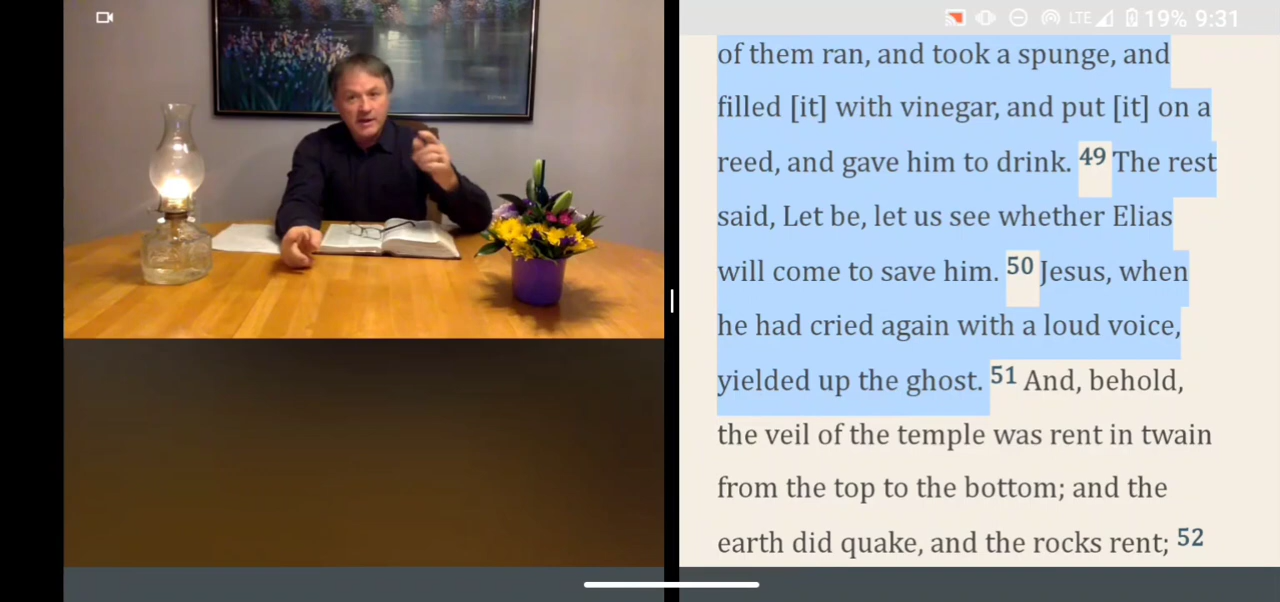 LTE 19% 9:31
of them ran, and took a spunge, and
filled [it] with vinegar, and put [it] on a
reed, and gave him to drink. 49 The rest
said, Let be, let us see whether Elias
will come to save him. 50 Jesus, when
he had cried again with a loud voice,
yielded up the ghost. 51 And, behold,
the veil of the temple was rent in twain
from the top to the bottom; and the
earth did quake, and the rocks rent; 52